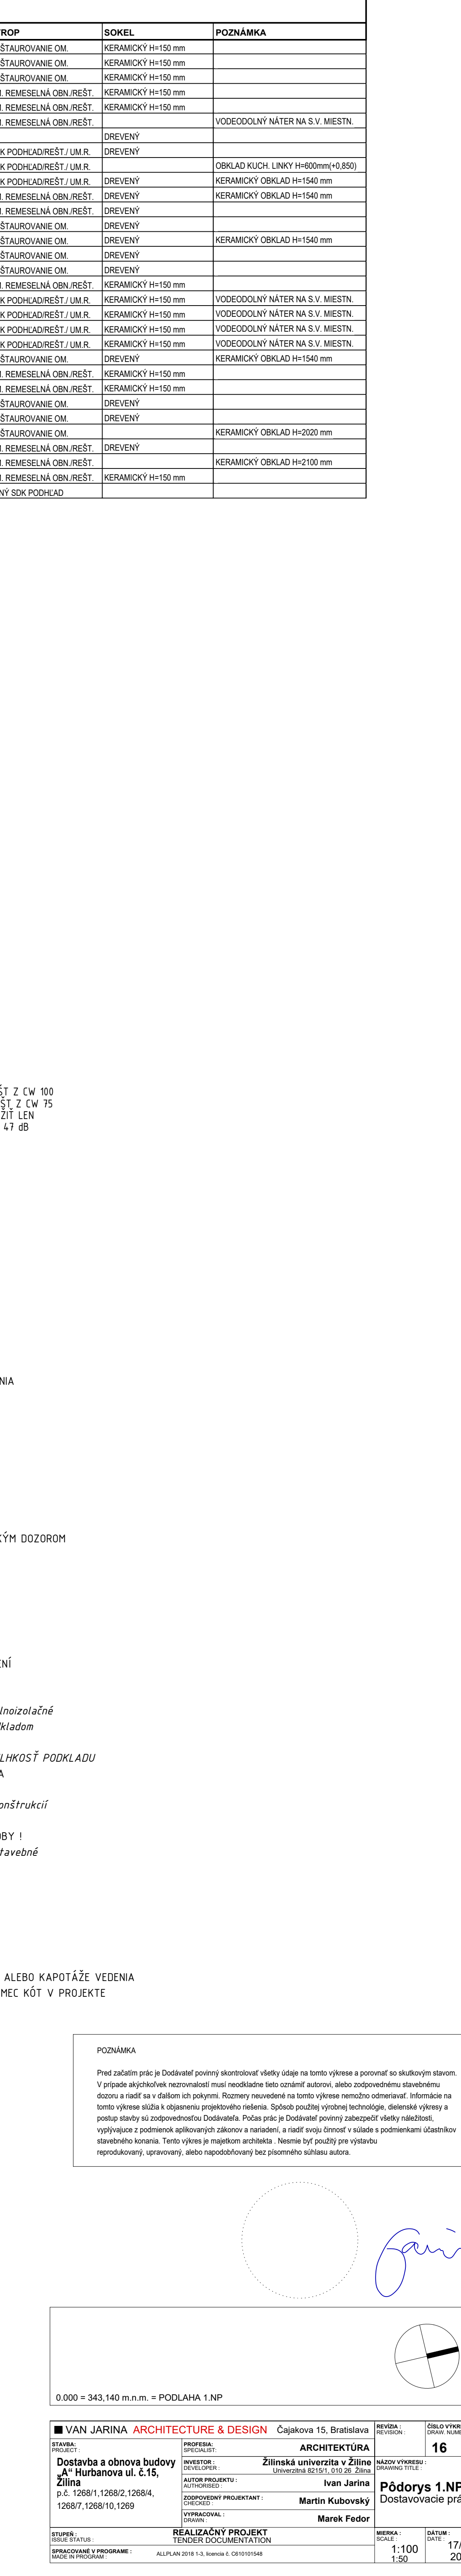 TROP SOKEL POZNÁMKA
ŠTAUROVANIE OM. KERAMICKÝ H=150 mm
ŠTAUROVANIE OM. KERAMICKÝ H=150 mm
ŠTAUROVANIE OM. KERAMICKÝ H=150 mm
. REMESELNÁ OBN./REŠT. KERAMICKÝ H=150 mm
. REMESELNÁ OBN./REŠT. KERAMICKÝ H=150 mm
. REMESELNÁ OBN./REŠT. VODEODOLNÝ NÁTER NA S.V. MIESTN.
DREVENÝ
K PODHĽAD/REŠT./ UM.R. DREVENÝ
K PODHĽAD/REŠT./ UM.R. OBKLAD KUCH. LINKY H=600mm(+0,850)
K PODHĽAD/REŠT./ UM.R. DREVENÝ KERAMICKÝ OBKLAD H=1540 mm
. REMESELNÁ OBN./REŠT. DREVENÝ KERAMICKÝ OBKLAD H=1540 mm
. REMESELNÁ OBN./REŠT. DREVENÝ
ŠTAUROVANIE OM. DREVENÝ
ŠTAUROVANIE OM. DREVENÝ KERAMICKÝ OBKLAD H=1540 mm
ŠTAUROVANIE OM. DREVENÝ
ŠTAUROVANIE OM. DREVENÝ
. REMESELNÁ OBN./REŠT. KERAMICKÝ H=150 mm
K PODHĽAD/REŠT./ UM.R. KERAMICKÝ H=150 mm VODEODOLNÝ NÁTER NA S.V. MIESTN.
K PODHĽAD/REŠT./ UM.R. KERAMICKÝ H=150 mm VODEODOLNÝ NÁTER NA S.V. MIESTN.
K PODHĽAD/REŠT./ UM.R. KERAMICKÝ H=150 mm VODEODOLNÝ NÁTER NA S.V. MIESTN.
K PODHĽAD/REŠT./ UM.R. KERAMICKÝ H=150 mm VODEODOLNÝ NÁTER NA S.V. MIESTN.
ŠTAUROVANIE OM. DREVENÝ KERAMICKÝ OBKLAD H=1540 mm
. REMESELNÁ OBN./REŠT. KERAMICKÝ H=150 mm
. REMESELNÁ OBN./REŠT. KERAMICKÝ H=150 mm
ŠTAUROVANIE OM. DREVENÝ
ŠTAUROVANIE OM. DREVENÝ
ŠTAUROVANIE OM. KERAMICKÝ OBKLAD H=2020 mm
. REMESELNÁ OBN./REŠT. DREVENÝ
. REMESELNÁ OBN./REŠT. KERAMICKÝ OBKLAD H=2100 mm
. REMESELNÁ OBN./REŠT. KERAMICKÝ H=150 mm
NÝ SDK PODHĽAD
ŠT Z CW 100
ŠT Z CW 75
ŽIŤ LEN
47 dB
NIA
KÝM DOZOROM
ENÍ
lnoizolačné
kladom
LHKOSŤ PODKLADU
A
onštrukcií
OBY !
tavebné
ALEBO KAPOTÁŽE VEDENIA
MEC KÓT V PROJEKTE
POZNÁMKA
Pred začatím prác je Dodávateľ povinný skontrolovať všetky údaje na tomto výkrese a porovnať so skutkovým stavom.
V prípade akýchkoľvek nezrovnalostí musí neodkladne tieto oznámiť autorovi, alebo zodpovednému stavebnému
dozoru a riadiť sa v ďalšom ich pokynmi. Rozmery neuvedené na tomto výkrese nemožno odmeriavať. Informácie na
tomto výkrese slúžia k objasneniu projektového riešenia. Spôsob použitej výrobnej technológie, dielenské výkresy a
postup stavby sú zodpovednosťou Dodávateľa. Počas prác je Dodávateľ povinný zabezpečiť všetky náležitosti,
vyplývajúce z podmienok aplikovaných zákonov a nariadení, a riadiť svoju činnosť v súlade s podmienkami účastníkov
stavebného konania. Tento výkres je majetkom architekta . Nesmie byť použitý pre výstavbu
reprodukovaný, upravovaný, alebo napodobňovaný bez písomného súhlasu autora.
0.000 = 343,140 m.n.m. = PODLAHA 1.NP
VAN JARINA ARCHITECTURE & DESIGN Čajakova 15, Bratislava
REVÍZIA :
REVISION :
ČÍSLO VÝKR
DRAW. NUME
16
STAVBA:
PROJECT :
Dostavba a obnova budovy
„A“ Hurbanova ul. č.15,
Žilina
p.č. 1268/1,1268/2,1268/4,
1268/7,1268/10,1269
PROFESIA:
SPECIALIST:
ARCHITEKTÚRA
INVESTOR :
DEVELOPER :
Žilinská univerzita v Žiline
Univerzitná 8215/1, 010 26 Žilina
AUTOR PROJEKTU :
AUTHORISED :
Ivan Jarina
ZODPOVEDNÝ PROJEKTANT :
CHECKED :
Martin Kubovský
VYPRACOVAL :
DRAWN :
Marek Fedor
NÁZOV VÝKRESU :
DRAWING TITLE :
Pôdorys 1.NP
Dostavovacie prá
STUPEŇ :
ISSUE STATUS :
REALIZAČNÝ PROJEKT
TENDER DOCUMENTATION
SPRACOVANÉ V PROGRAME :
MADE IN PROGRAM :
ALLPLAN 2018 1-3, licencia č. C610101548
MIERKA :
SCALE :
1:100
1:50
DÁTUM :
DATE :
17/
20